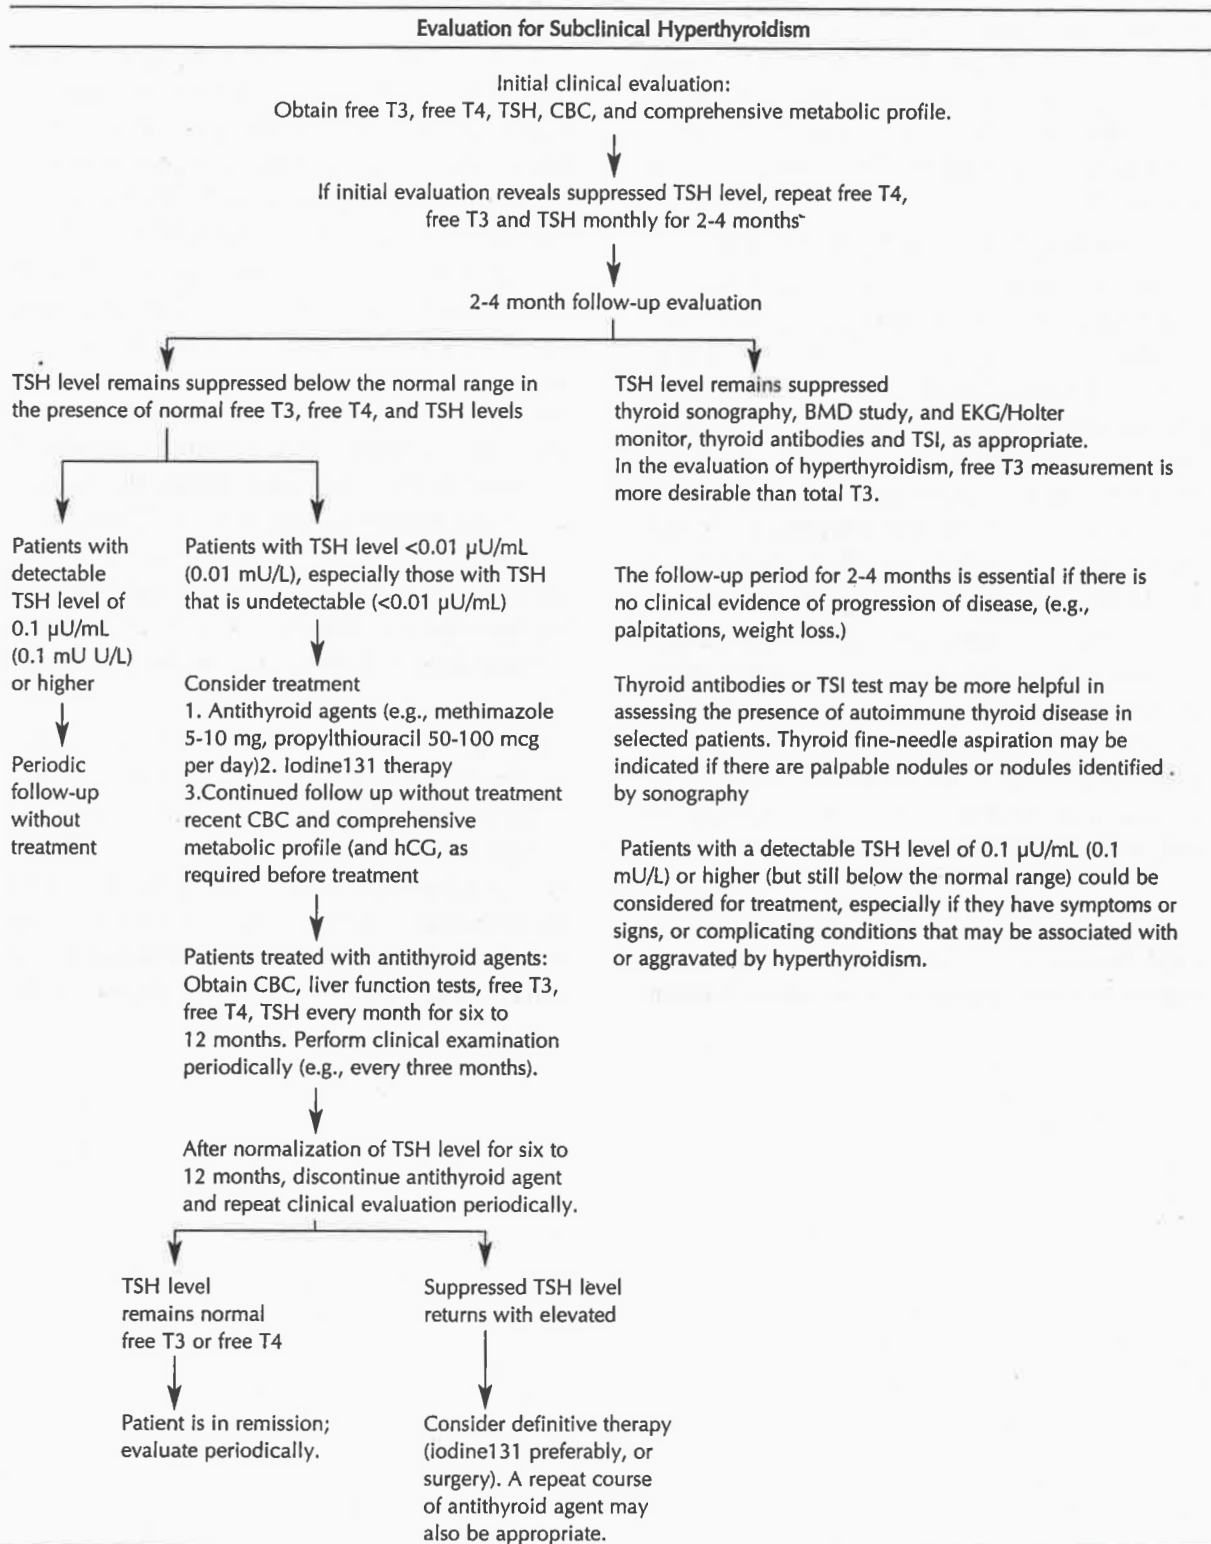 Evaluation for Subclinical Hyperthyroidism
Initial clinical evaluation:
Obtain free T3, free T4, TSH, CBC, and comprehensive metabolic profile.
If initial evaluation reveals suppressed TSH level, repeat free T4,
free T3 and TSH monthly for 2-4 months
2-4 month follow-up evaluation
TSH level remains suppressed below the normal range in
the presence of normal free T3, free T4, and TSH levels
Patients with
detectable
TSH level of
0.1 µU/mL
(0.1 mU U/L)
or higher
Periodic
follow-up
without
treatment
Patients with TSH level <0.01 µU/mL
(0.01 mU/L), especially those with TSH
that is undetectable (<0.01 µU/mL)
Consider treatment
1. Antithyroid agents (e.g., methimazole
5-10 mg, propylthiouracil 50-100 mcg
per day)2. Iodine131 therapy
3.Continued follow up without treatment
recent CBC and comprehensive
metabolic profile (and hCG, as
required before treatment
Patients treated with antithyroid agents:
Obtain CBC, liver function tests, free T3,
free T4, TSH every month for six to
12 months. Perform clinical examination
periodically (e.g., every three months).
After normalization of TSH level for six to
12 months, discontinue antithyroid agent
and repeat clinical evaluation periodically.
TSH level
remains normal
free T3 or free T4
Patient is in remission;
evaluate periodically.
Suppressed TSH level
returns with elevated
Consider definitive therapy
(iodine131 preferably, or
surgery). A repeat course
of antithyroid agent may
also be appropriate.
TSH level remains suppressed
thyroid sonography, BMD study, and EKG/Holter
monitor, thyroid antibodies and TSI, as appropriate.
In the evaluation of hyperthyroidism, free T3 measurement is
more desirable than total T3.
The follow-up period for 2-4 months is essential if there is
no clinical evidence of progression of disease, (e.g.,
palpitations, weight loss.)
Thyroid antibodies or TSI test may be more helpful in
assessing the presence of autoimmune thyroid disease in
selected patients. Thyroid fine-needle aspiration may be
indicated if there are palpable nodules or nodules identified
by sonography
Patients with a detectable TSH level of 0.1 µU/mL (0.1
mU/L) or higher (but still below the normal range) could be
considered for treatment, especially if they have symptoms or
signs, or complicating conditions that may be associated with
or aggravated by hyperthyroidism.